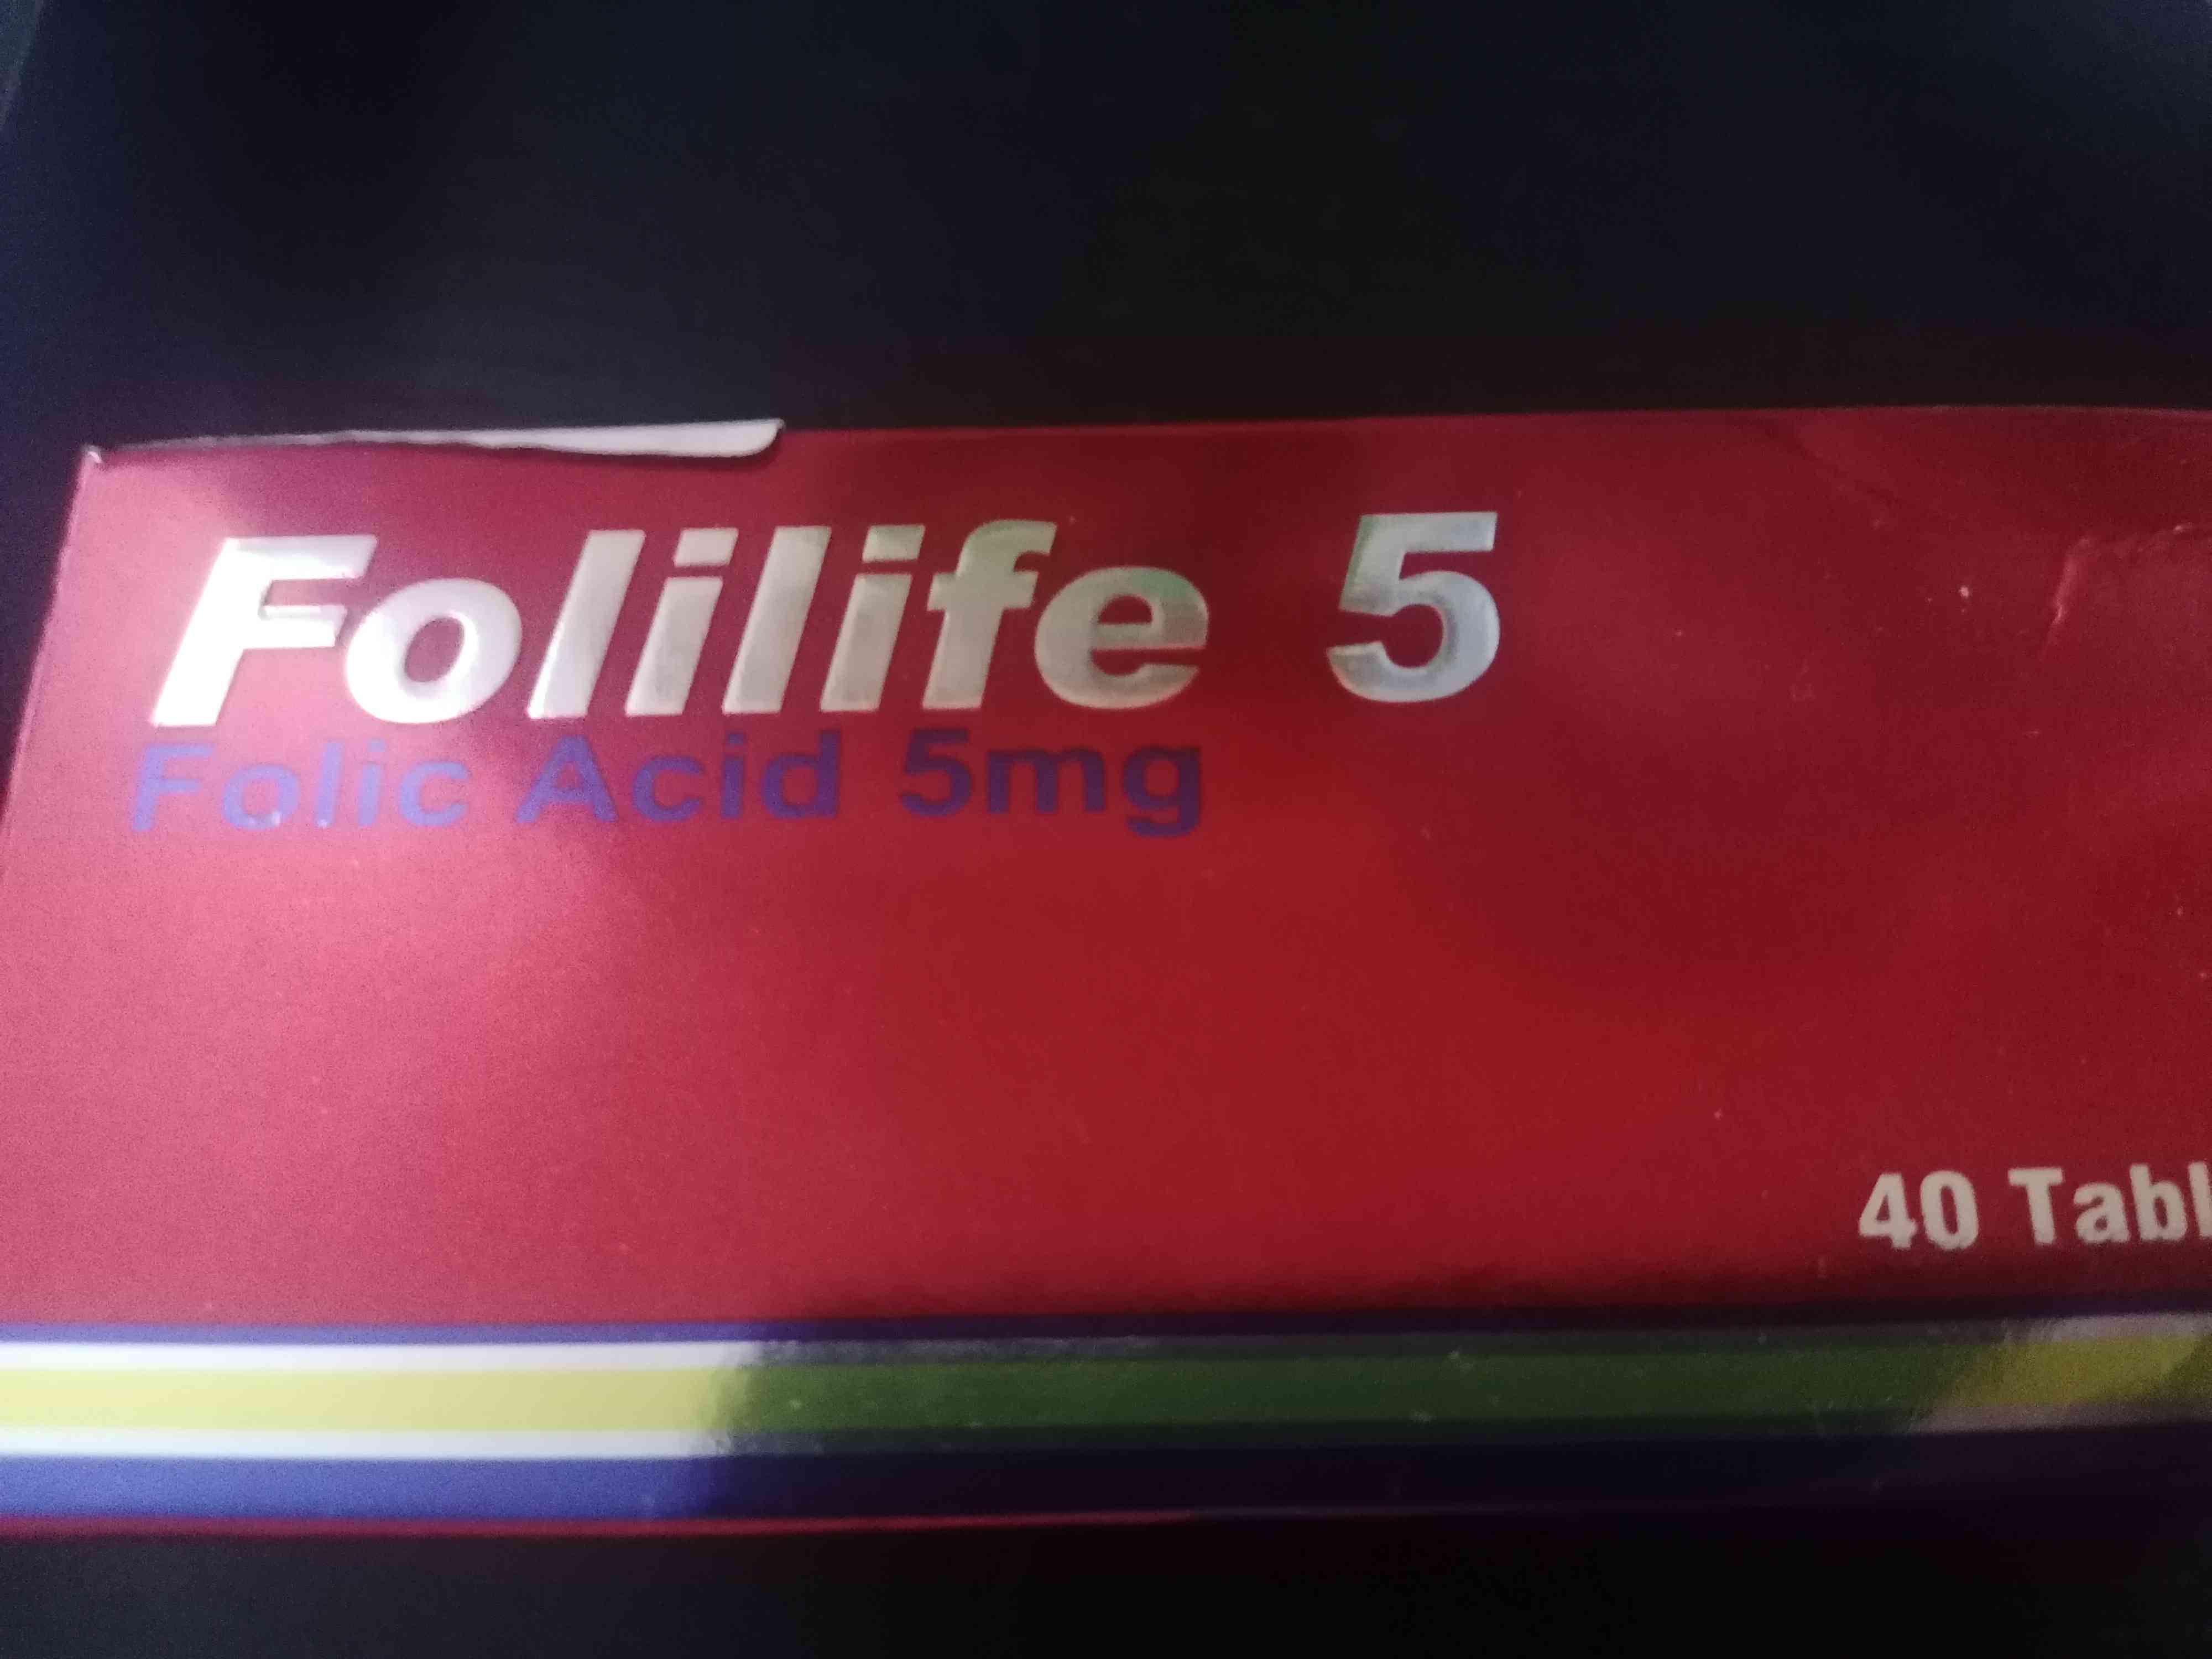 Folilife 5
Folic Acid 5mg
40 Tabl